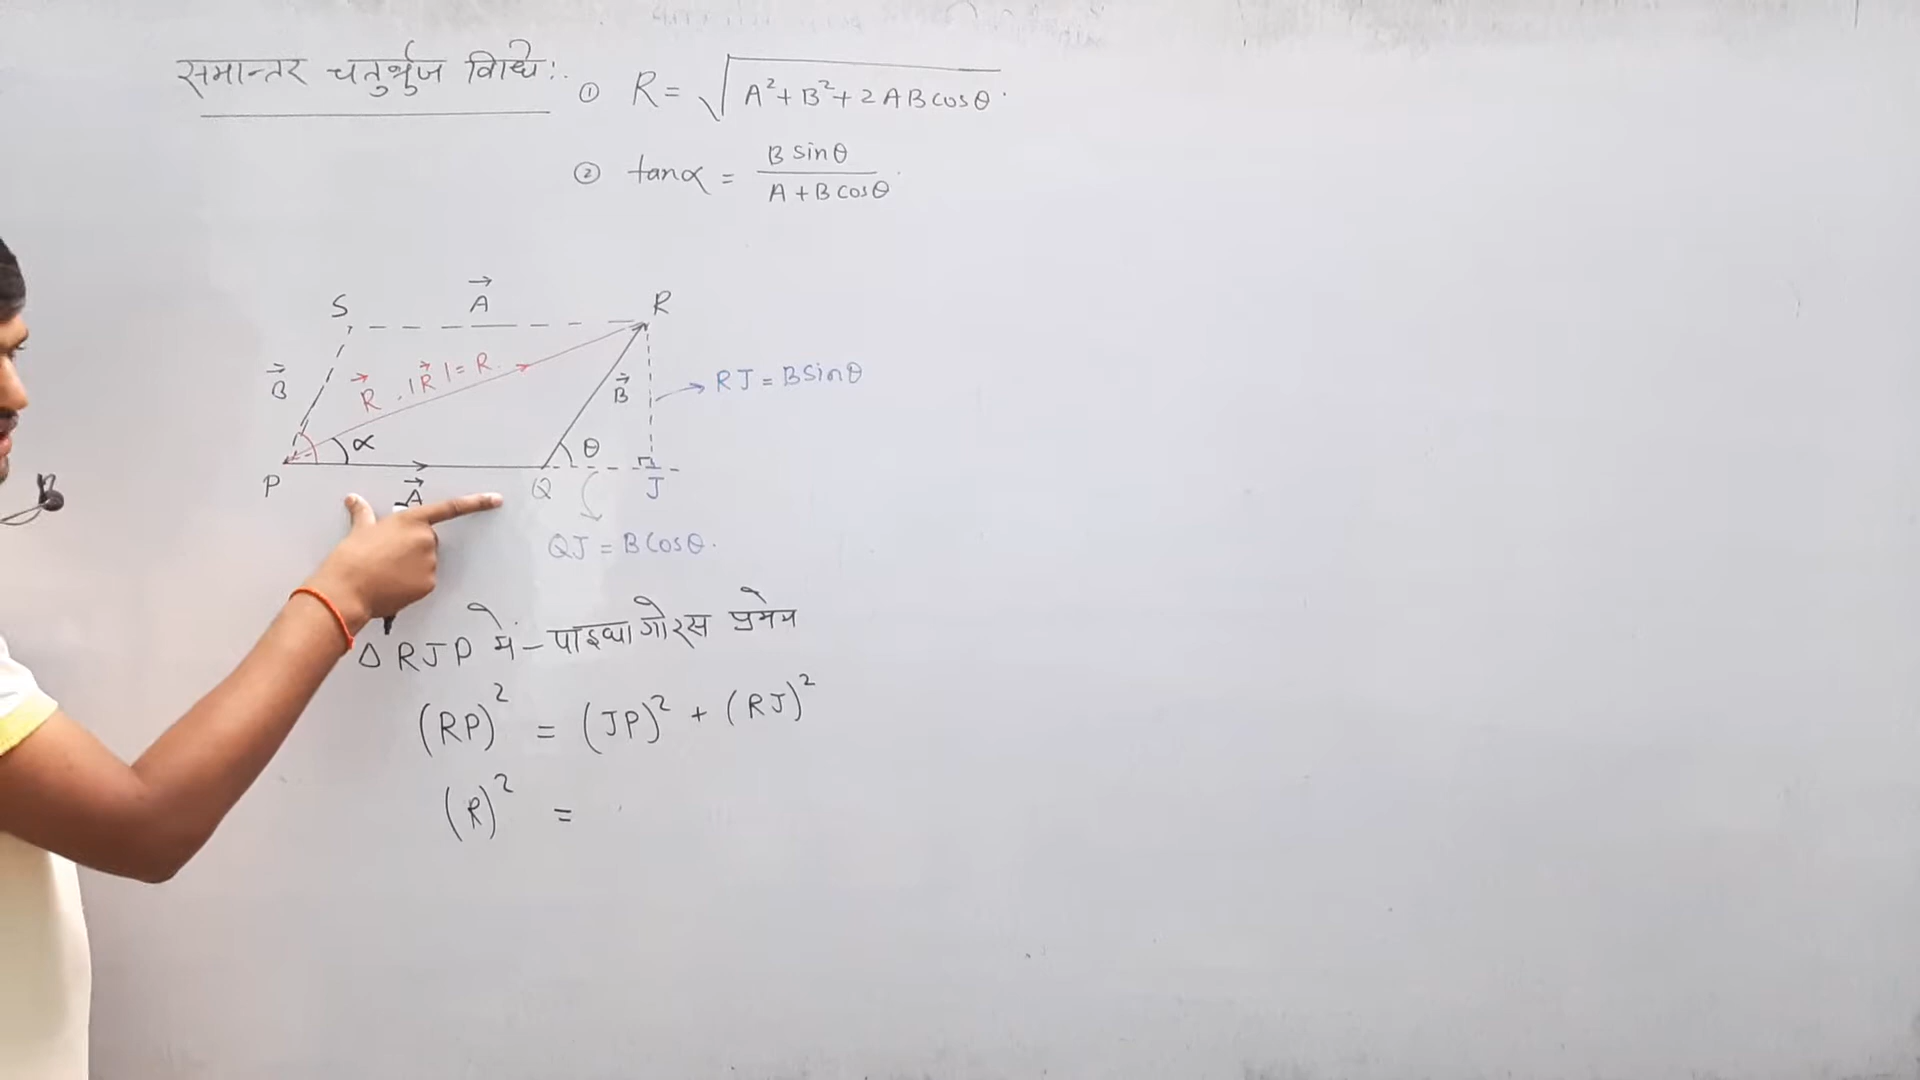 समान्तर चतुर्भुज विधि :.
① R = √A²+B²+2ABcosθ
② tanα = B sinθ / A + B cosθ
S
A
R
B
R , |R| = R
B
RJ = B Sinθ
α
θ
P
A
Q
J
QJ = B Cosθ.
Δ RJP में – पाइथागोरस प्रमेय
(RP)² = (JP)² + (RJ)²
(R)² =